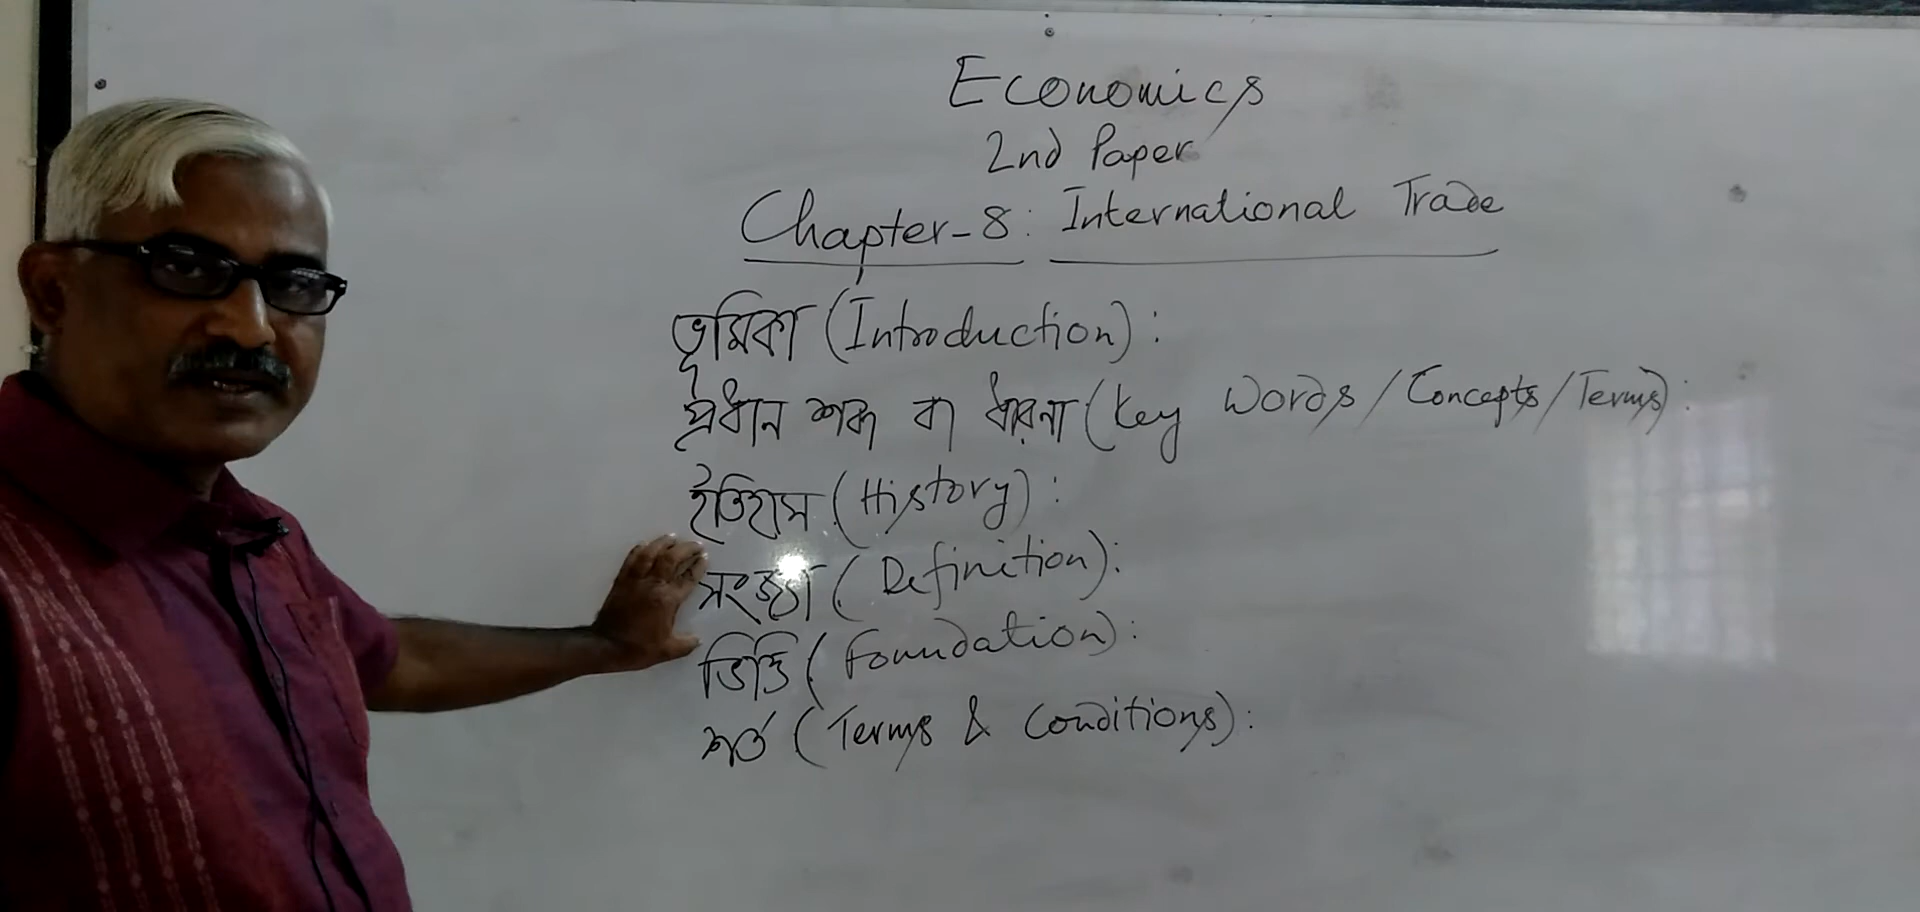 Economics
2nd Paper
Chapter-8: International Trade
ভূমিকা (Introduction):
প্রধান শব্দ বা ধারনা (Key Words/Concepts/Terms):
ইতিহাস (History):
সংজ্ঞা (Definition):
ভিত্তি (Foundation):
শর্ত (Terms & Conditions):